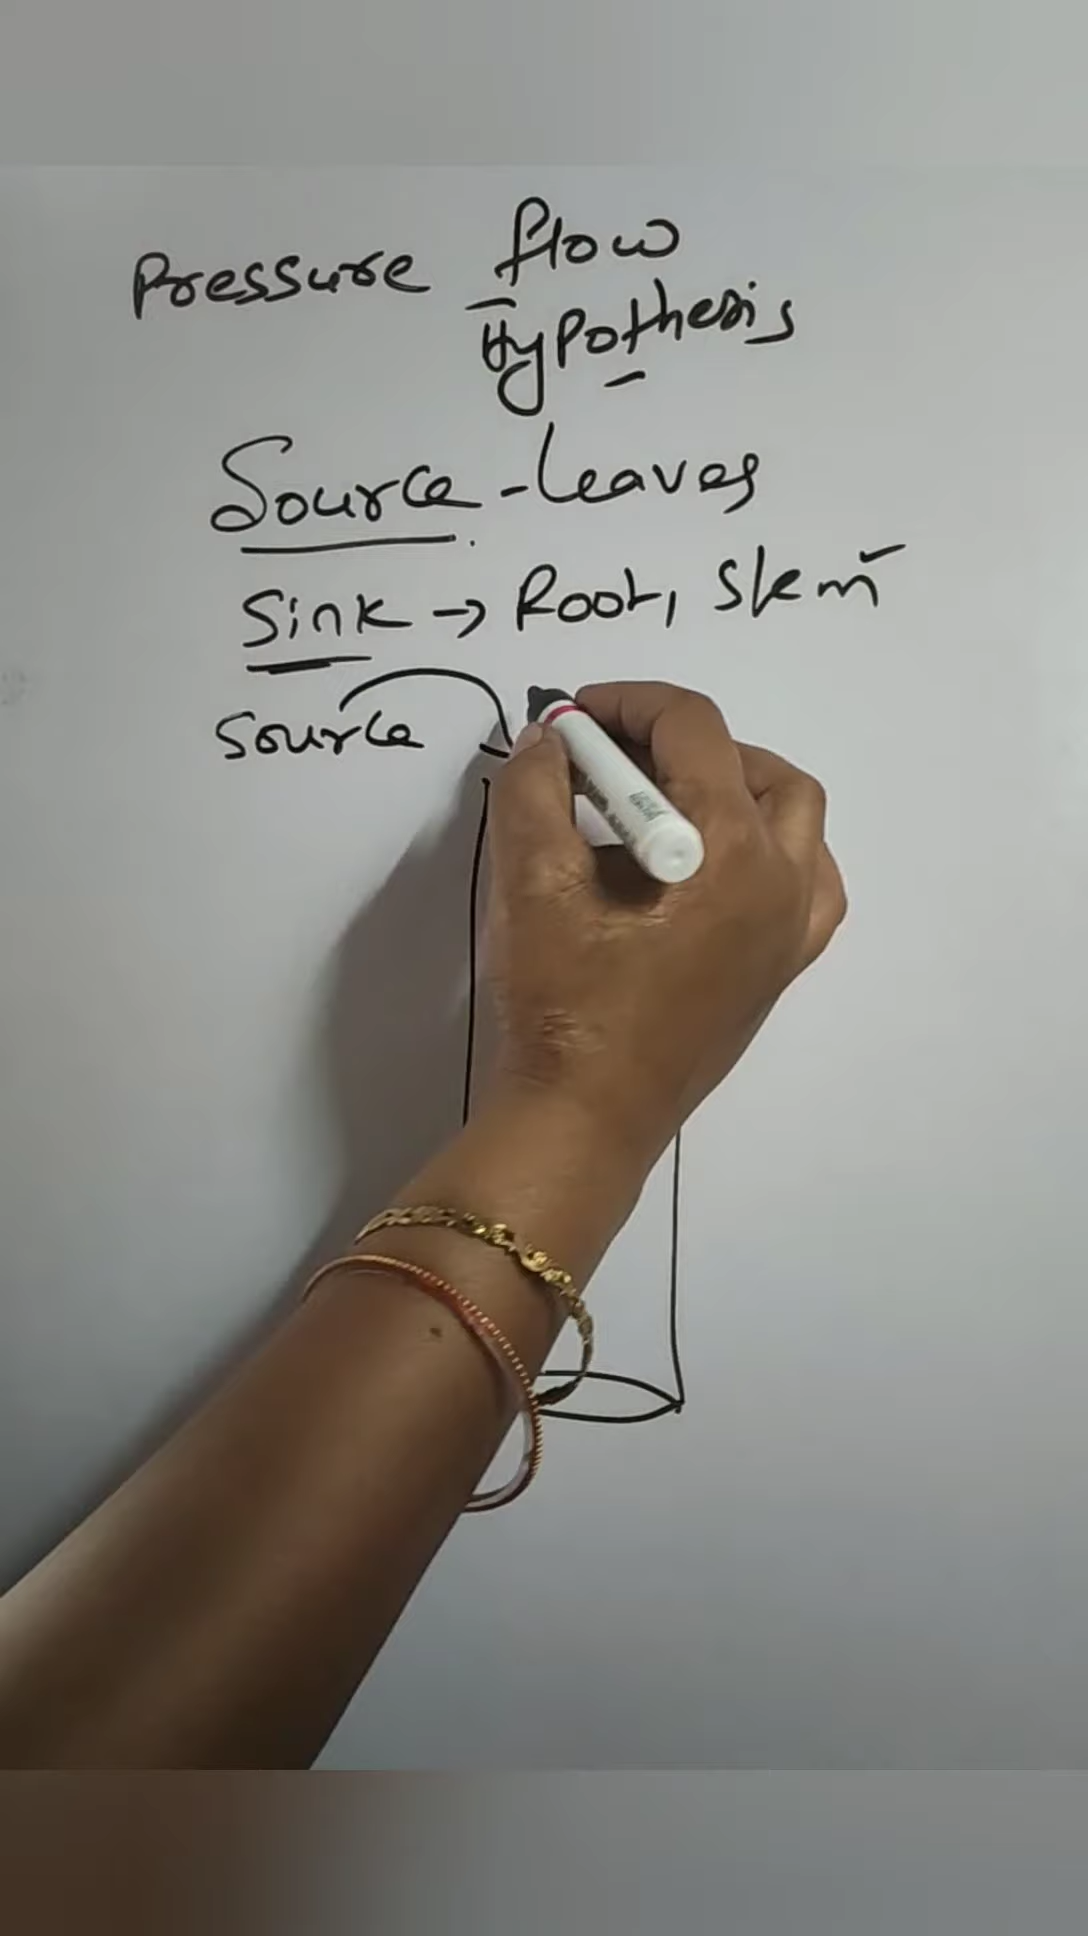 Pressure flow
Hypothesis
Source - Leaves
Sink → Root, Stem
Source